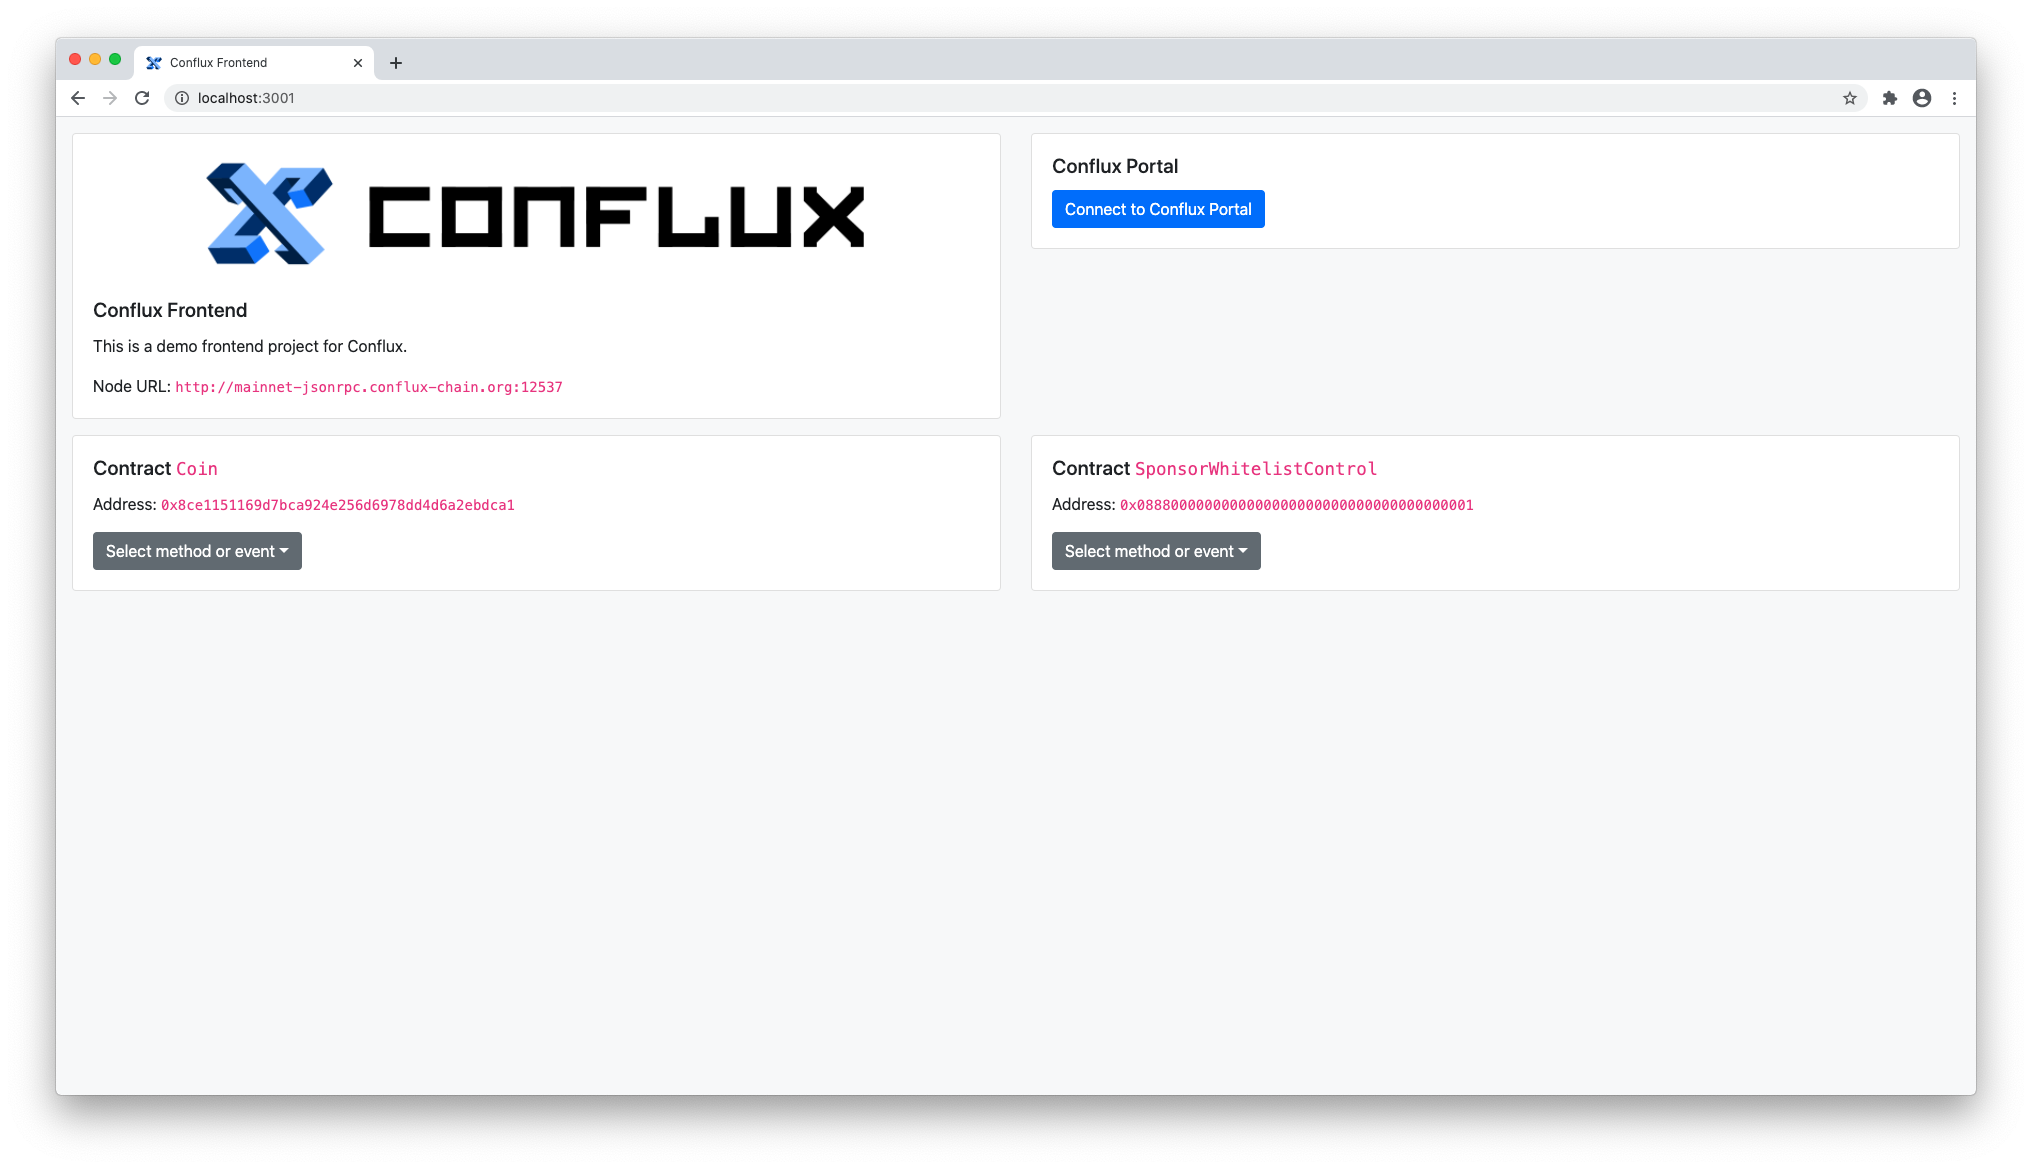 Conflux Frontend
localhost:3001
CONFLUX
Conflux Frontend
This is a demo frontend project for Conflux.
Node URL: http://mainnet-jsonrpc.conflux-chain.org:12537
Conflux Portal
Connect to Conflux Portal
Contract Coin
Address: 0x8ce1151169d7bca924e256d6978dd4d6a2ebdca1
Select method or event
Contract SponsorWhitelistControl
Address: 0x0888000000000000000000000000000000000001
Select method or event